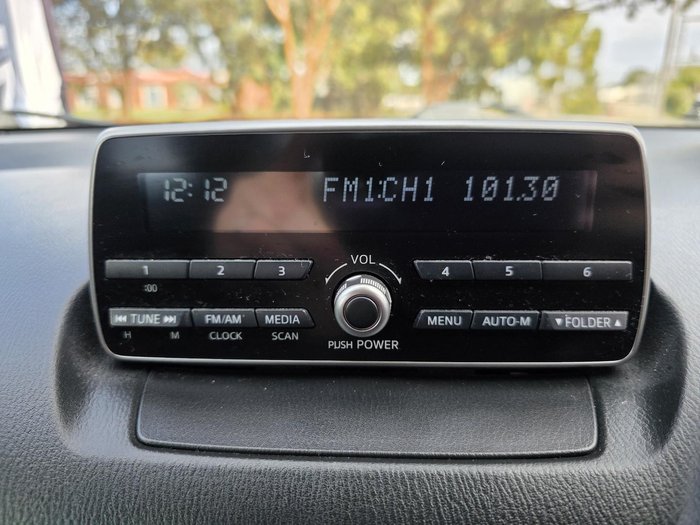 12:12 FM1:CH1 101.30
VOL
1 2 3 4 5 6
:00
⏮ TUNE ⏭ FM/AM MEDIA MENU AUTO-M ▼ FOLDER ▲
H M CLOCK SCAN PUSH POWER